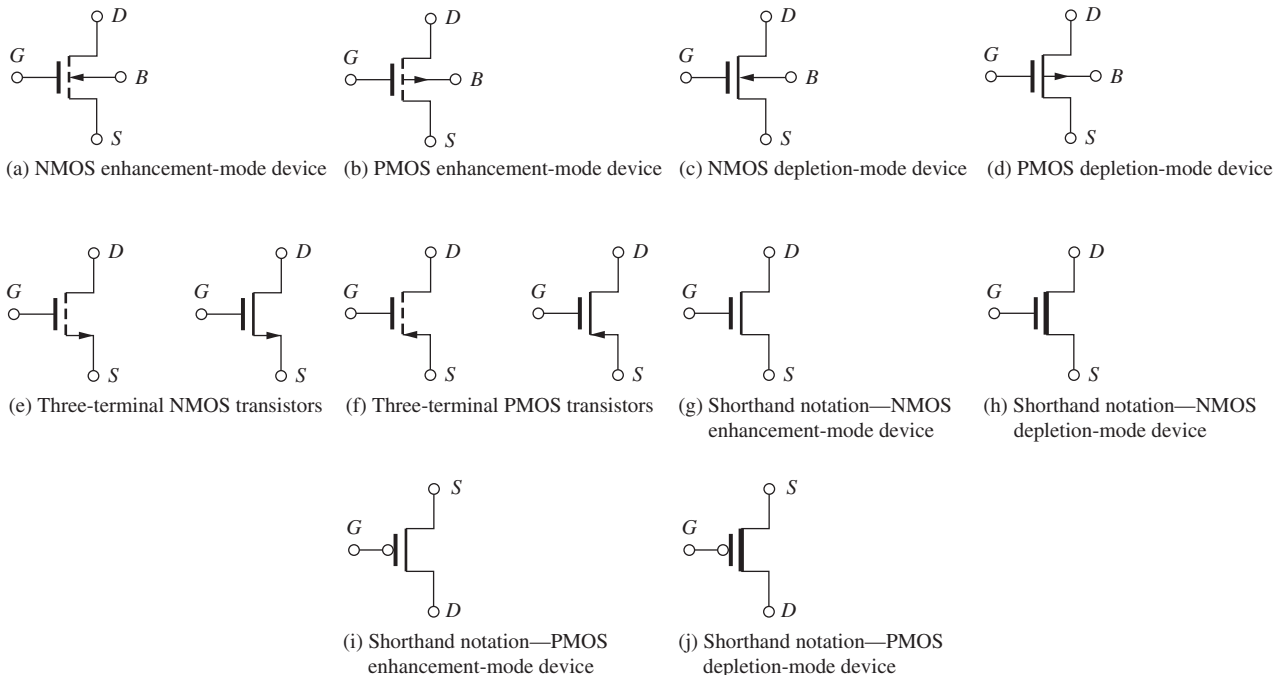 D
G
B
S
(a) NMOS enhancement-mode device
D
G
B
S
(b) PMOS enhancement-mode device
D
G
B
S
(c) NMOS depletion-mode device
D
G
B
S
(d) PMOS depletion-mode device
D
G
S
D
G
S
(e) Three-terminal NMOS transistors
D
G
S
D
G
S
(f) Three-terminal PMOS transistors
D
G
S
(g) Shorthand notation—NMOS
enhancement-mode device
D
G
S
(h) Shorthand notation—NMOS
depletion-mode device
S
G
D
(i) Shorthand notation—PMOS
enhancement-mode device
S
G
D
(j) Shorthand notation—PMOS
depletion-mode device